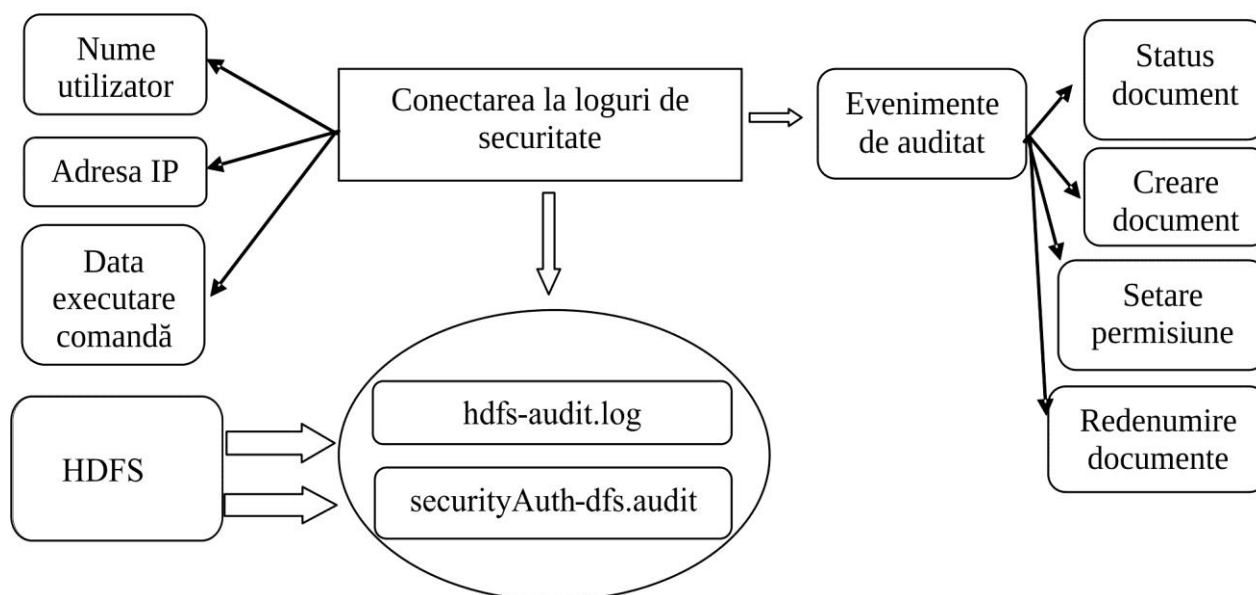 Nume
utilizator
Adresa IP
Data
executare
comandă
Conectarea la loguri de
securitate
Evenimente
de auditat
Status
document
Creare
document
Setare
permisiune
Redenumire
documente
HDFS
hdfs-audit.log
securityAuth-dfs.audit